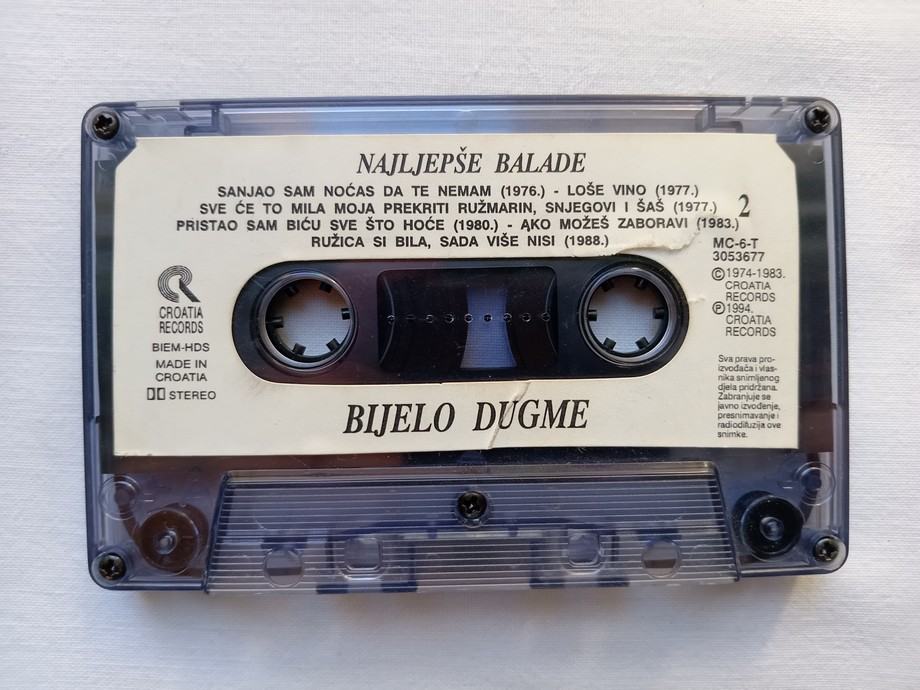 NAJLJEPŠE BALADE
SANJAO SAM NOĆAS DA TE NEMAM (1976.) - LOŠE VINO (1977.)
SVE ĆE TO MILA MOJA PREKRITI RUŽMARIN, SNJEGOVI I ŠAŠ (1977.)
PRISTAO SAM BIĆU SVE ŠTO HOĆE (1980.) - AKO MOŽEŠ ZABORAVI (1983.)
RUŽICA SI BILA, SADA VIŠE NISI (1988.)
2
MC-6-T
3053677
Ⓒ1974-1983.
CROATIA
RECORDS
Ⓟ1994.
CROATIA
RECORDS
CROATIA
RECORDS
BIEM-HDS
MADE IN
CROATIA
STEREO
Sva prava pro-
izvođača i vlas-
nika snimljenog
djela pridržana.
Zabranjuje se
javno izvođenje,
presnimavanje i
radiodifuzija ove
snimke.
BIJELO DUGME